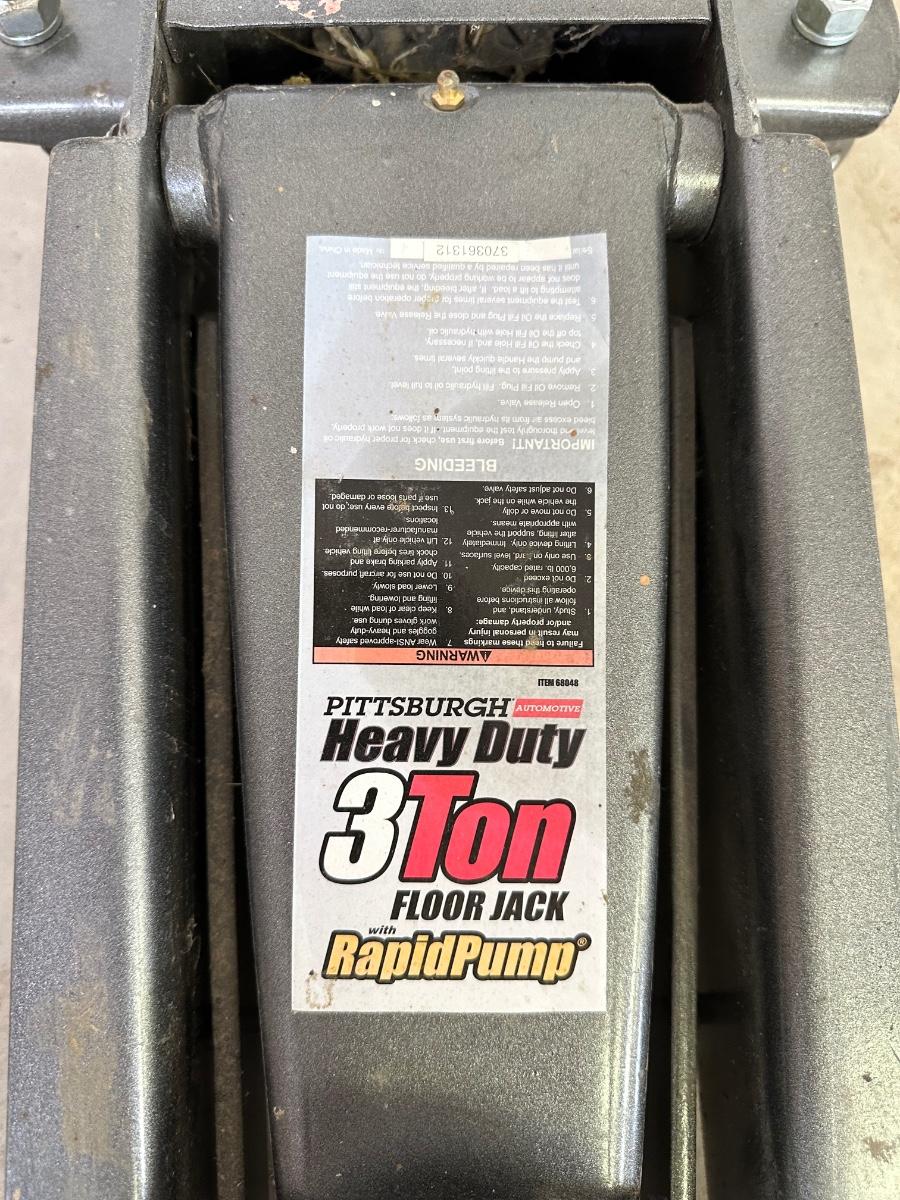 PITTSBURGH AUTOMOTIVE
Heavy Duty
3 Ton
FLOOR JACK
with
RapidPump®
ITEM 68048
⚠WARNING
Failure to heed these markings
may result in personal injury
and/or property damage:
1. Study, understand, and
follow all instructions before
operating this device.
2. Do not exceed
6,000 lb. rated capacity.
3. Use only on hard, level surfaces.
4. Lifting device only. Immediately
after lifting, support the vehicle
with appropriate means.
5. Do not move or dolly
the vehicle while on the jack.
6. Do not adjust safety valve.
7. Wear ANSI-approved safety
goggles and heavy-duty
work gloves during use.
8. Keep clear of load while
lifting and lowering.
9. Lower load slowly.
10. Do not use for aircraft purposes.
11. Apply parking brake and
chock tires before lifting vehicle.
12. Lift vehicle only at
manufacturer-recommended
locations.
13. Inspect before every use; do not
use if parts loose or damaged.
BLEEDING
IMPORTANT! Before first use, check for proper hydraulic oil
level and thoroughly test the equipment. If it does not work properly,
bleed excess air from its hydraulic system as follows:
1. Open Release Valve.
2. Remove Oil Fill Plug. Fill hydraulic oil to full level.
3. Apply pressure to the lifting point,
and pump the Handle quickly several times.
4. Check the Oil Fill Hole and, if necessary,
top off the Oil Fill Hole with hydraulic oil.
5. Replace the Oil Fill Plug and close the Release Valve.
6. Test the equipment several times for proper operation before
attempting to lift a load. If, after bleeding, the equipment still
does not appear to be working properly, do not use the equipment
until it has been repaired by a qualified service technician.
Serial 370361312 Made in China.